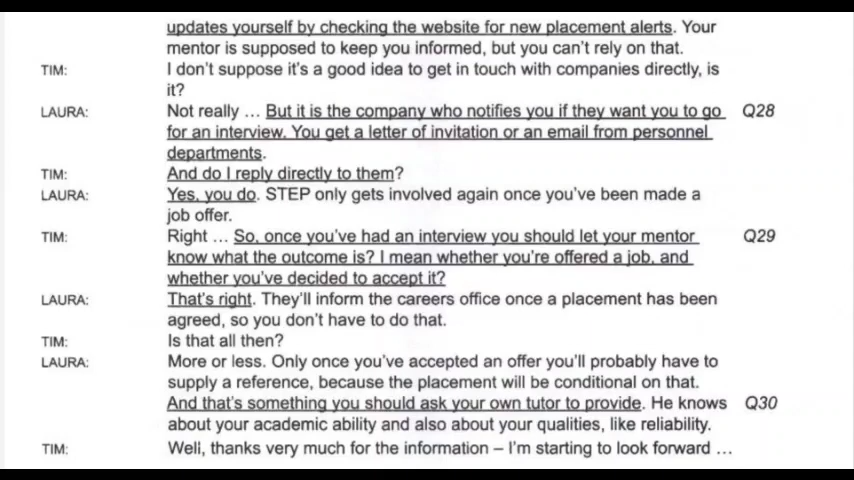 updates yourself by checking the website for new placement alerts. Your
mentor is supposed to keep you informed, but you can't rely on that.
TIM: I don't suppose it's a good idea to get in touch with companies directly, is
it?
LAURA: Not really ... But it is the company who notifies you if they want you to go Q28
for an interview. You get a letter of invitation or an email from personnel
departments.
TIM: And do I reply directly to them?
LAURA: Yes, you do. STEP only gets involved again once you've been made a
job offer.
TIM: Right ... So, once you've had an interview you should let your mentor Q29
know what the outcome is? I mean whether you're offered a job, and
whether you've decided to accept it?
LAURA: That's right. They'll inform the careers office once a placement has been
agreed, so you don't have to do that.
TIM: Is that all then?
LAURA: More or less. Only once you've accepted an offer you'll probably have to
supply a reference, because the placement will be conditional on that.
And that's something you should ask your own tutor to provide. He knows Q30
about your academic ability and also about your qualities, like reliability.
TIM: Well, thanks very much for the information – I'm starting to look forward ...